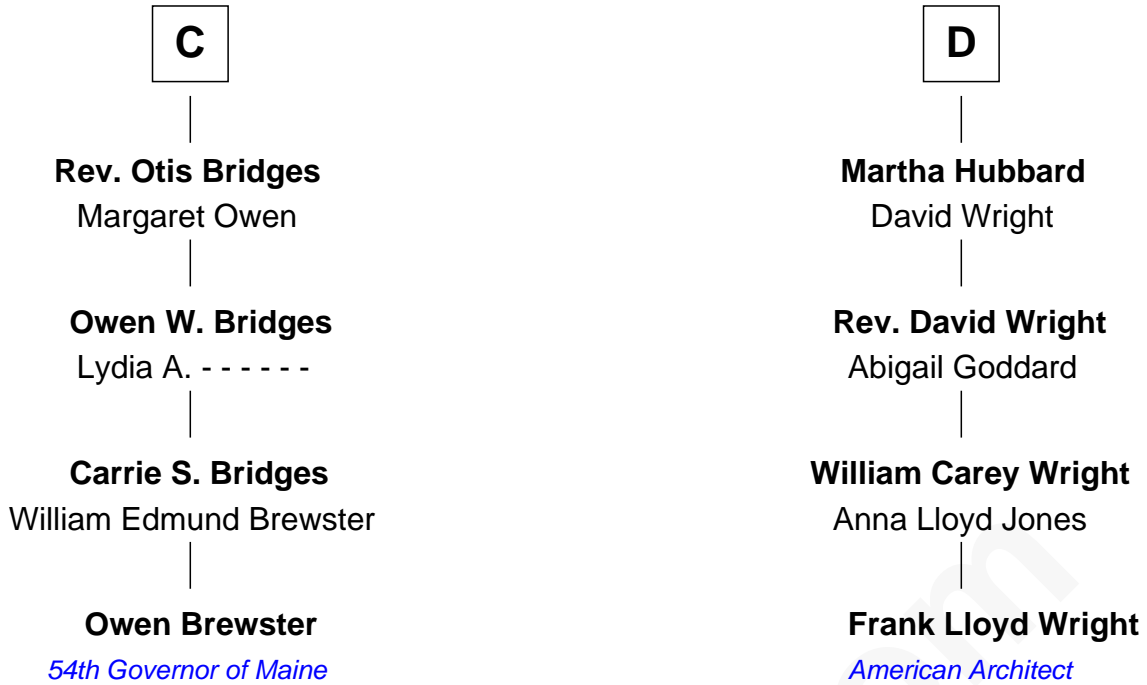 C
Rev. Otis Bridges
Margaret Owen
Owen W. Bridges
Lydia A. - - - - - -
Carrie S. Bridges
William Edmund Brewster
Owen Brewster
54th Governor of Maine
D
Martha Hubbard
David Wright
Rev. David Wright
Abigail Goddard
William Carey Wright
Anna Lloyd Jones
Frank Lloyd Wright
American Architect